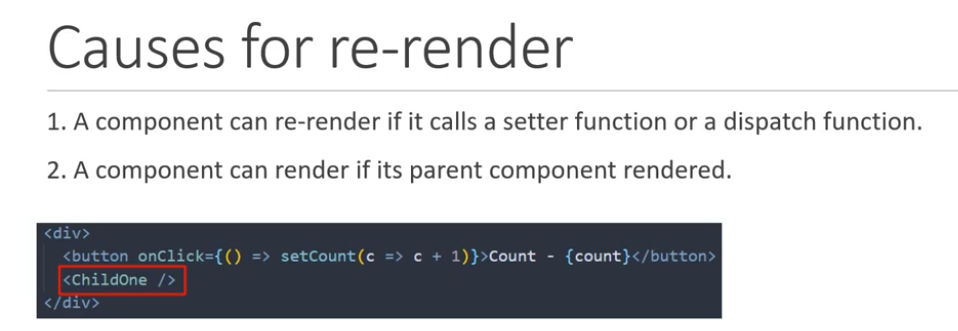 Causes for re-render
1. A component can re-render if it calls a setter function or a dispatch function.
2. A component can render if its parent component rendered.
<div>
<button onClick={() => setCount(c => c + 1)}>Count - {count}</button>
<ChildOne />
</div>